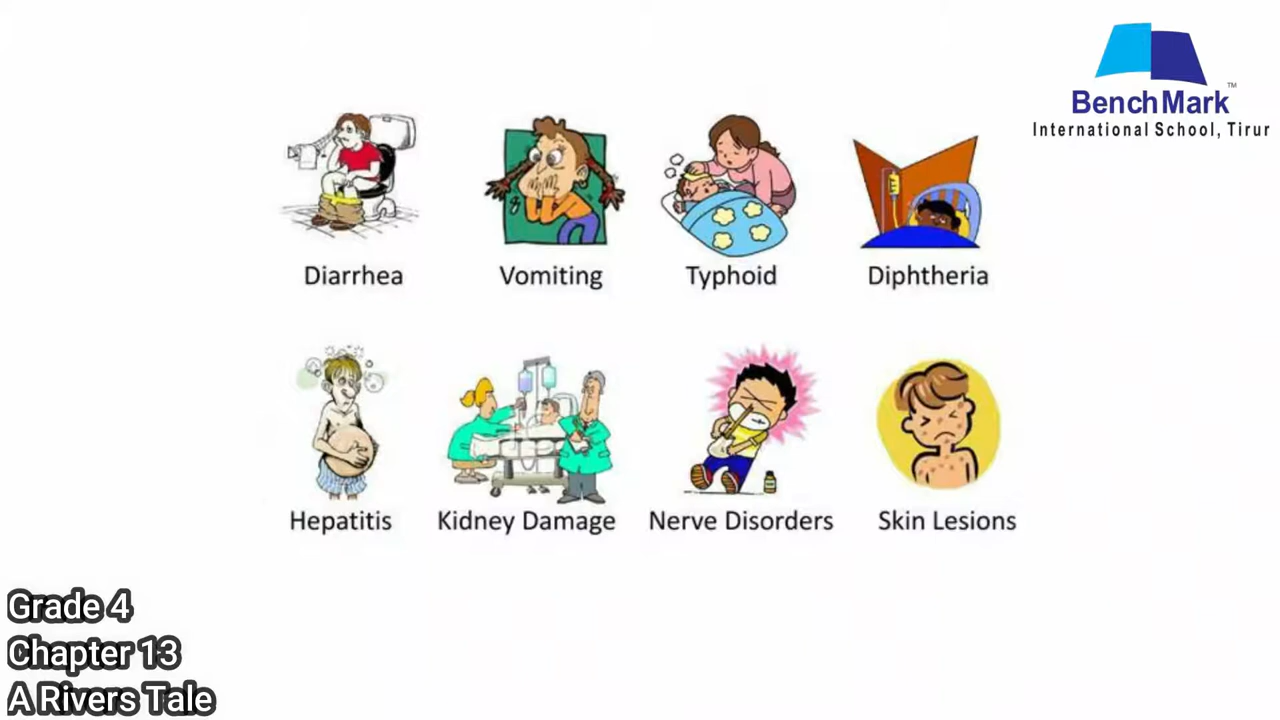 BenchMark™
International School, Tirur
Diarrhea Vomiting Typhoid Diphtheria
Hepatitis Kidney Damage Nerve Disorders Skin Lesions
Grade 4
Chapter 13
A Rivers Tale